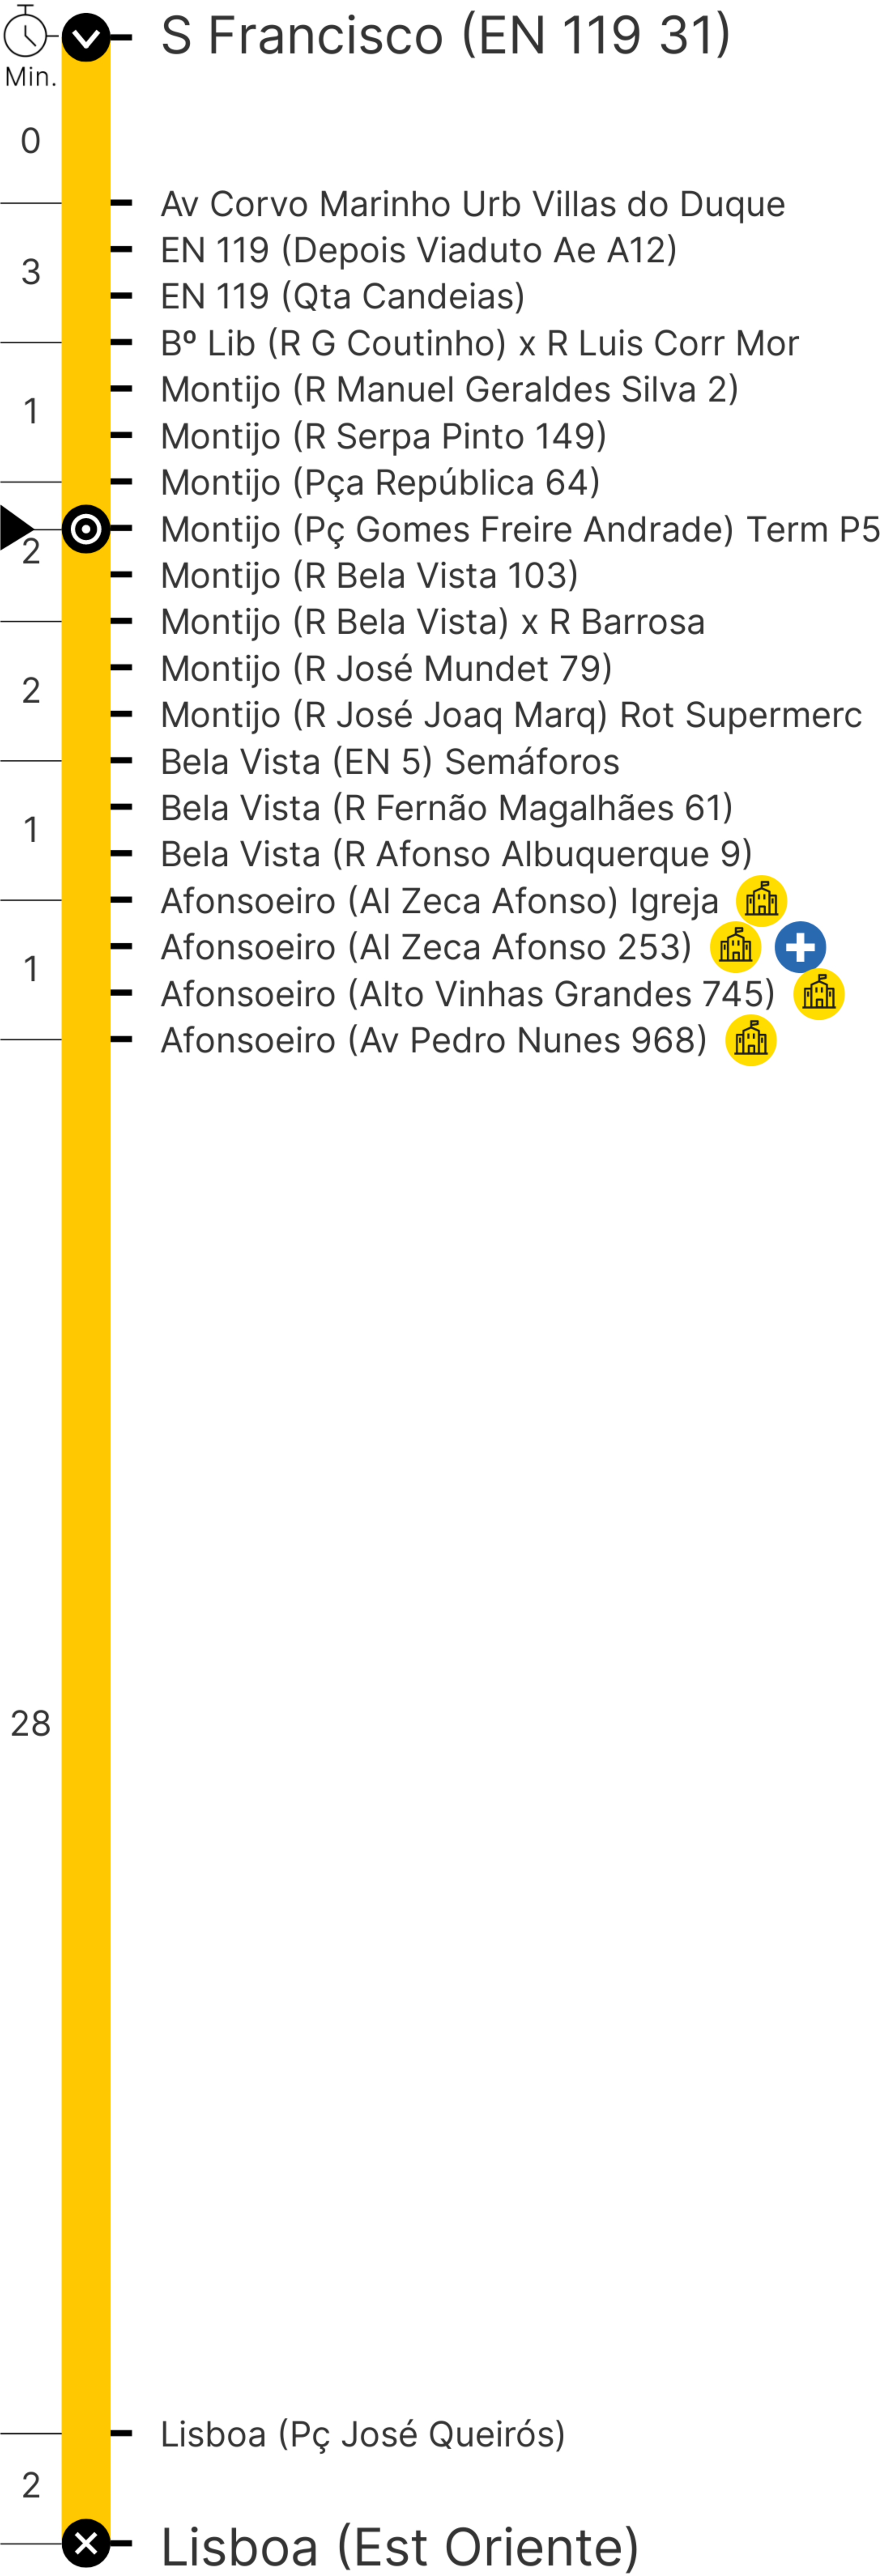 S Francisco (EN 119 31)
Min.
0
Av Corvo Marinho Urb Villas do Duque
EN 119 (Depois Viaduto Ae A12)
3
EN 119 (Qta Candeias)
Bº Lib (R G Coutinho) x R Luis Corr Mor
Montijo (R Manuel Geraldes Silva 2)
1
Montijo (R Serpa Pinto 149)
Montijo (Pça República 64)
Montijo (Pç Gomes Freire Andrade) Term P5
2
Montijo (R Bela Vista 103)
Montijo (R Bela Vista) x R Barrosa
Montijo (R José Mundet 79)
2
Montijo (R José Joaq Marq) Rot Supermerc
Bela Vista (EN 5) Semáforos
Bela Vista (R Fernão Magalhães 61)
1
Bela Vista (R Afonso Albuquerque 9)
Afonsoeiro (Al Zeca Afonso) Igreja
Afonsoeiro (Al Zeca Afonso 253)
1
Afonsoeiro (Alto Vinhas Grandes 745)
Afonsoeiro (Av Pedro Nunes 968)
28
Lisboa (Pç José Queirós)
2
Lisboa (Est Oriente)